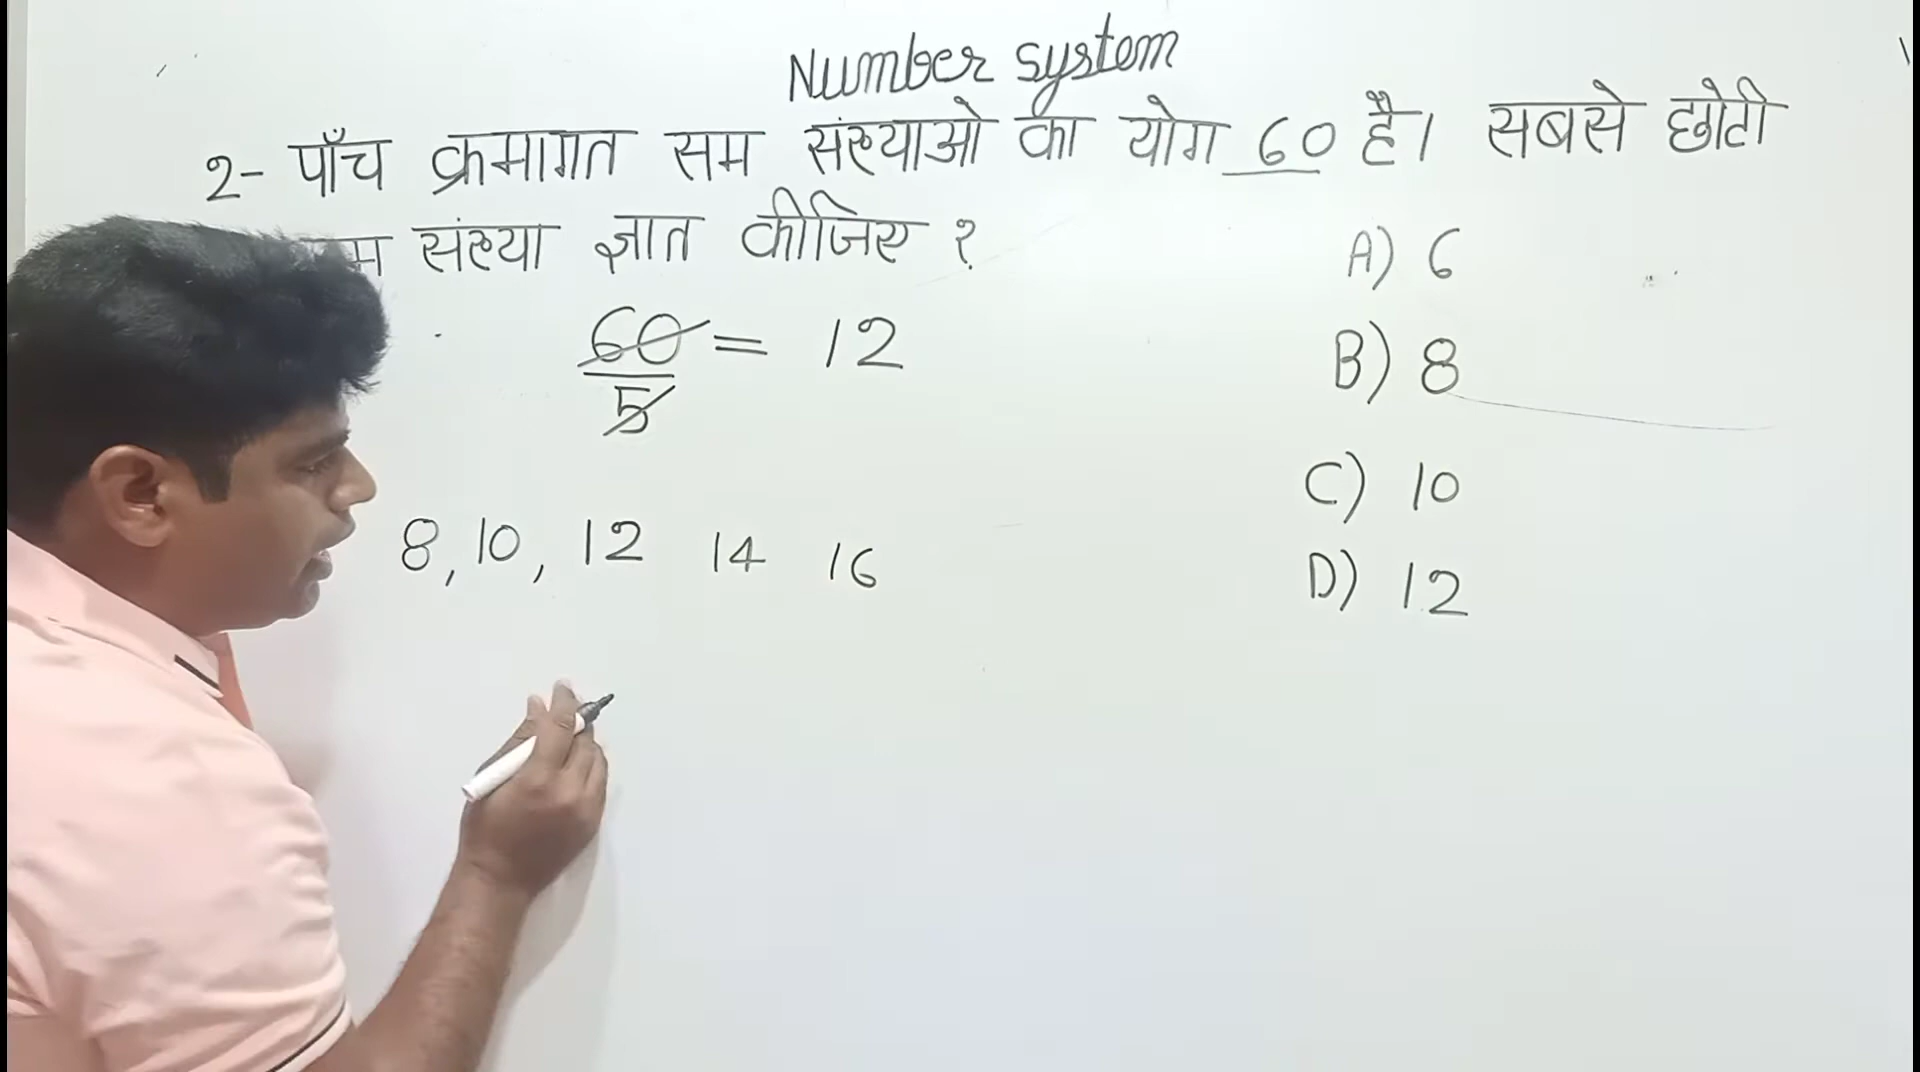 Number system
2- पाँच क्रमागत सम संख्याओ का योग 60 है। सबसे छोटी
संख्या ज्ञात कीजिए ?
A) 6
60/5 = 12
B) 8
C) 10
8, 10, 12 14 16
D) 12